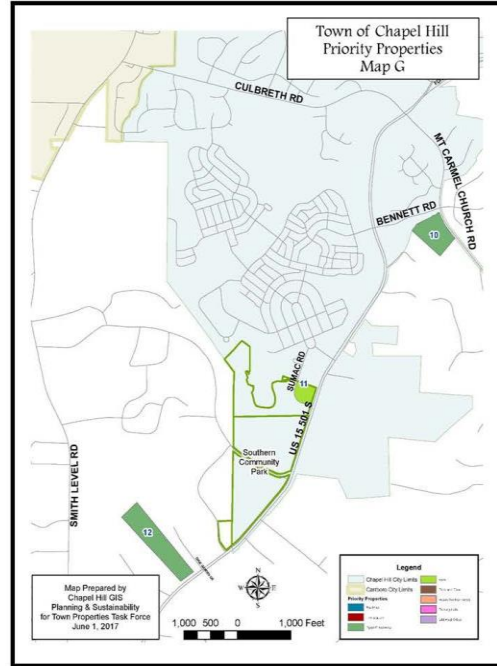 Town of Chapel Hill
Priority Properties
Map G
CULBRETH RD
MT CARMEL CHURCH RD
BENNETT RD
10
SUMAC RD
11
US 15 501 S
Southern
Community
Park
SMITH LEVEL RD
12
N
W
E
S
Map Prepared by
Chapel Hill GIS
Planning & Sustainability
for Town Properties Task Force
June 1, 2017
1,000 500 0 1,000 Feet
Legend
Chapel Hill City Limits
Carrboro City Limits
Priority Properties